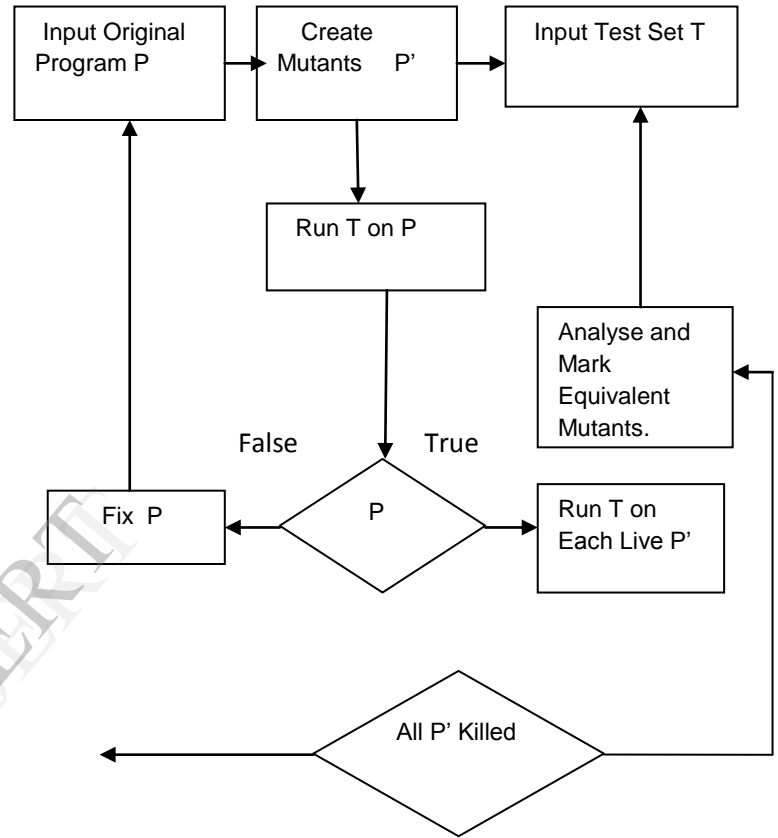 Input Original
Program P
Create
Mutants P'
Input Test Set T
Run T on P
Analyse and
Mark
Equivalent
Mutants.
False
True
Fix P
P
Run T on
Each Live P'
All P' Killed